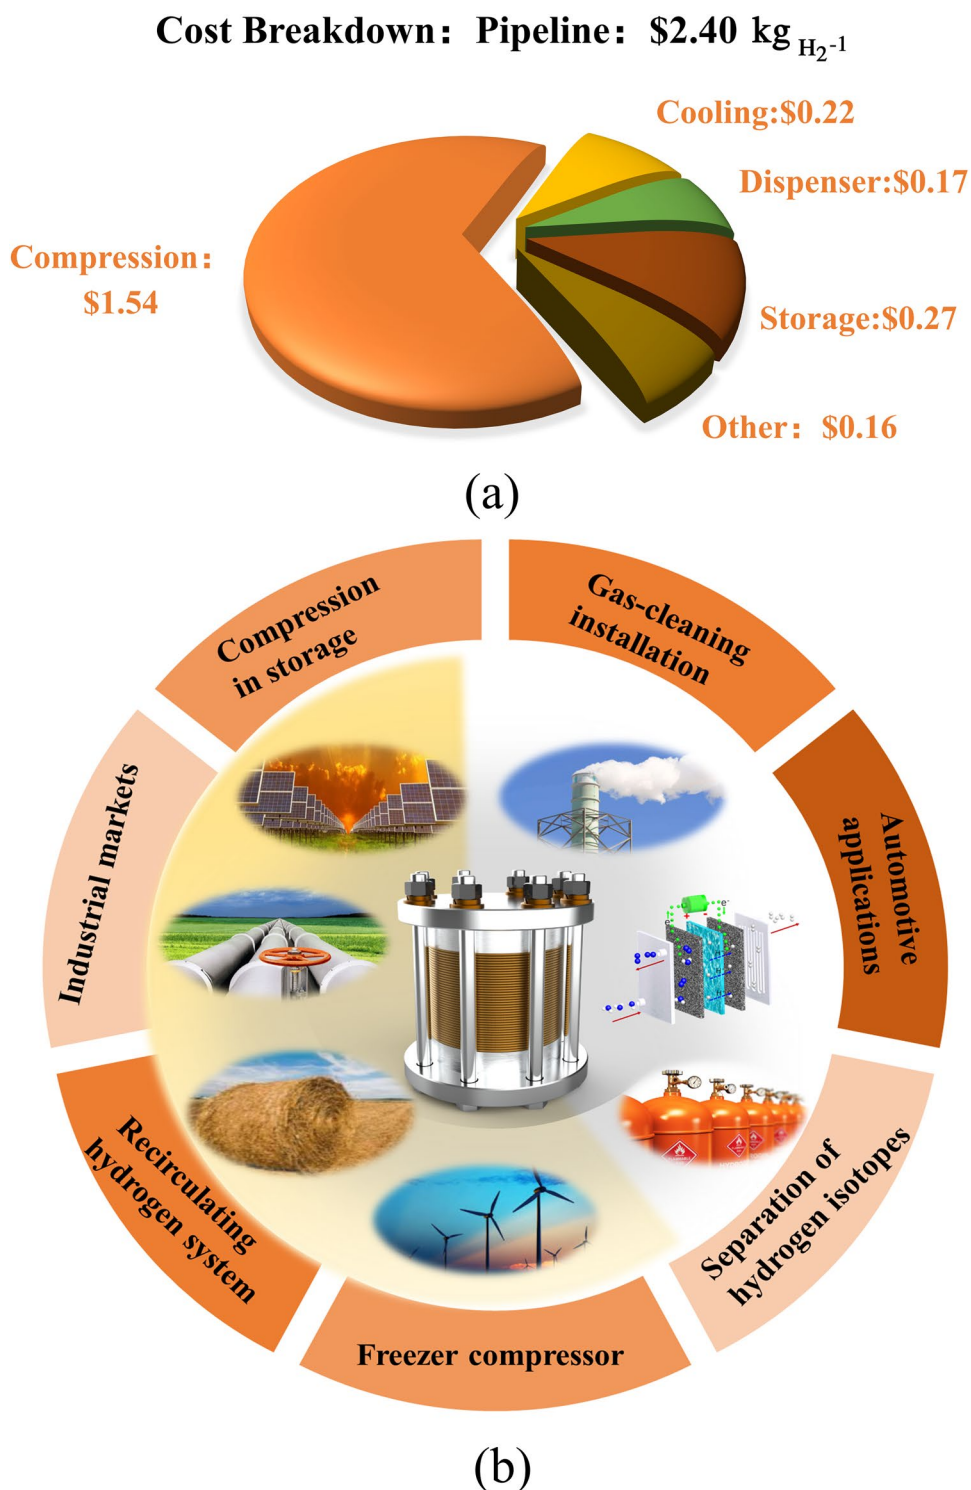 Cost Breakdown：Pipeline：$2.40 kg H₂-1
Cooling:$0.22
Dispenser:$0.17
Compression：
$1.54
Storage:$0.27
Other：$0.16
(a)
Compression
in storage
Gas-cleaning
installation
Industrial markets
Automotive
applications
e-
+ -
e-
Recirculating
hydrogen system
Separation of
hydrogen isotopes
Freezer compressor
(b)